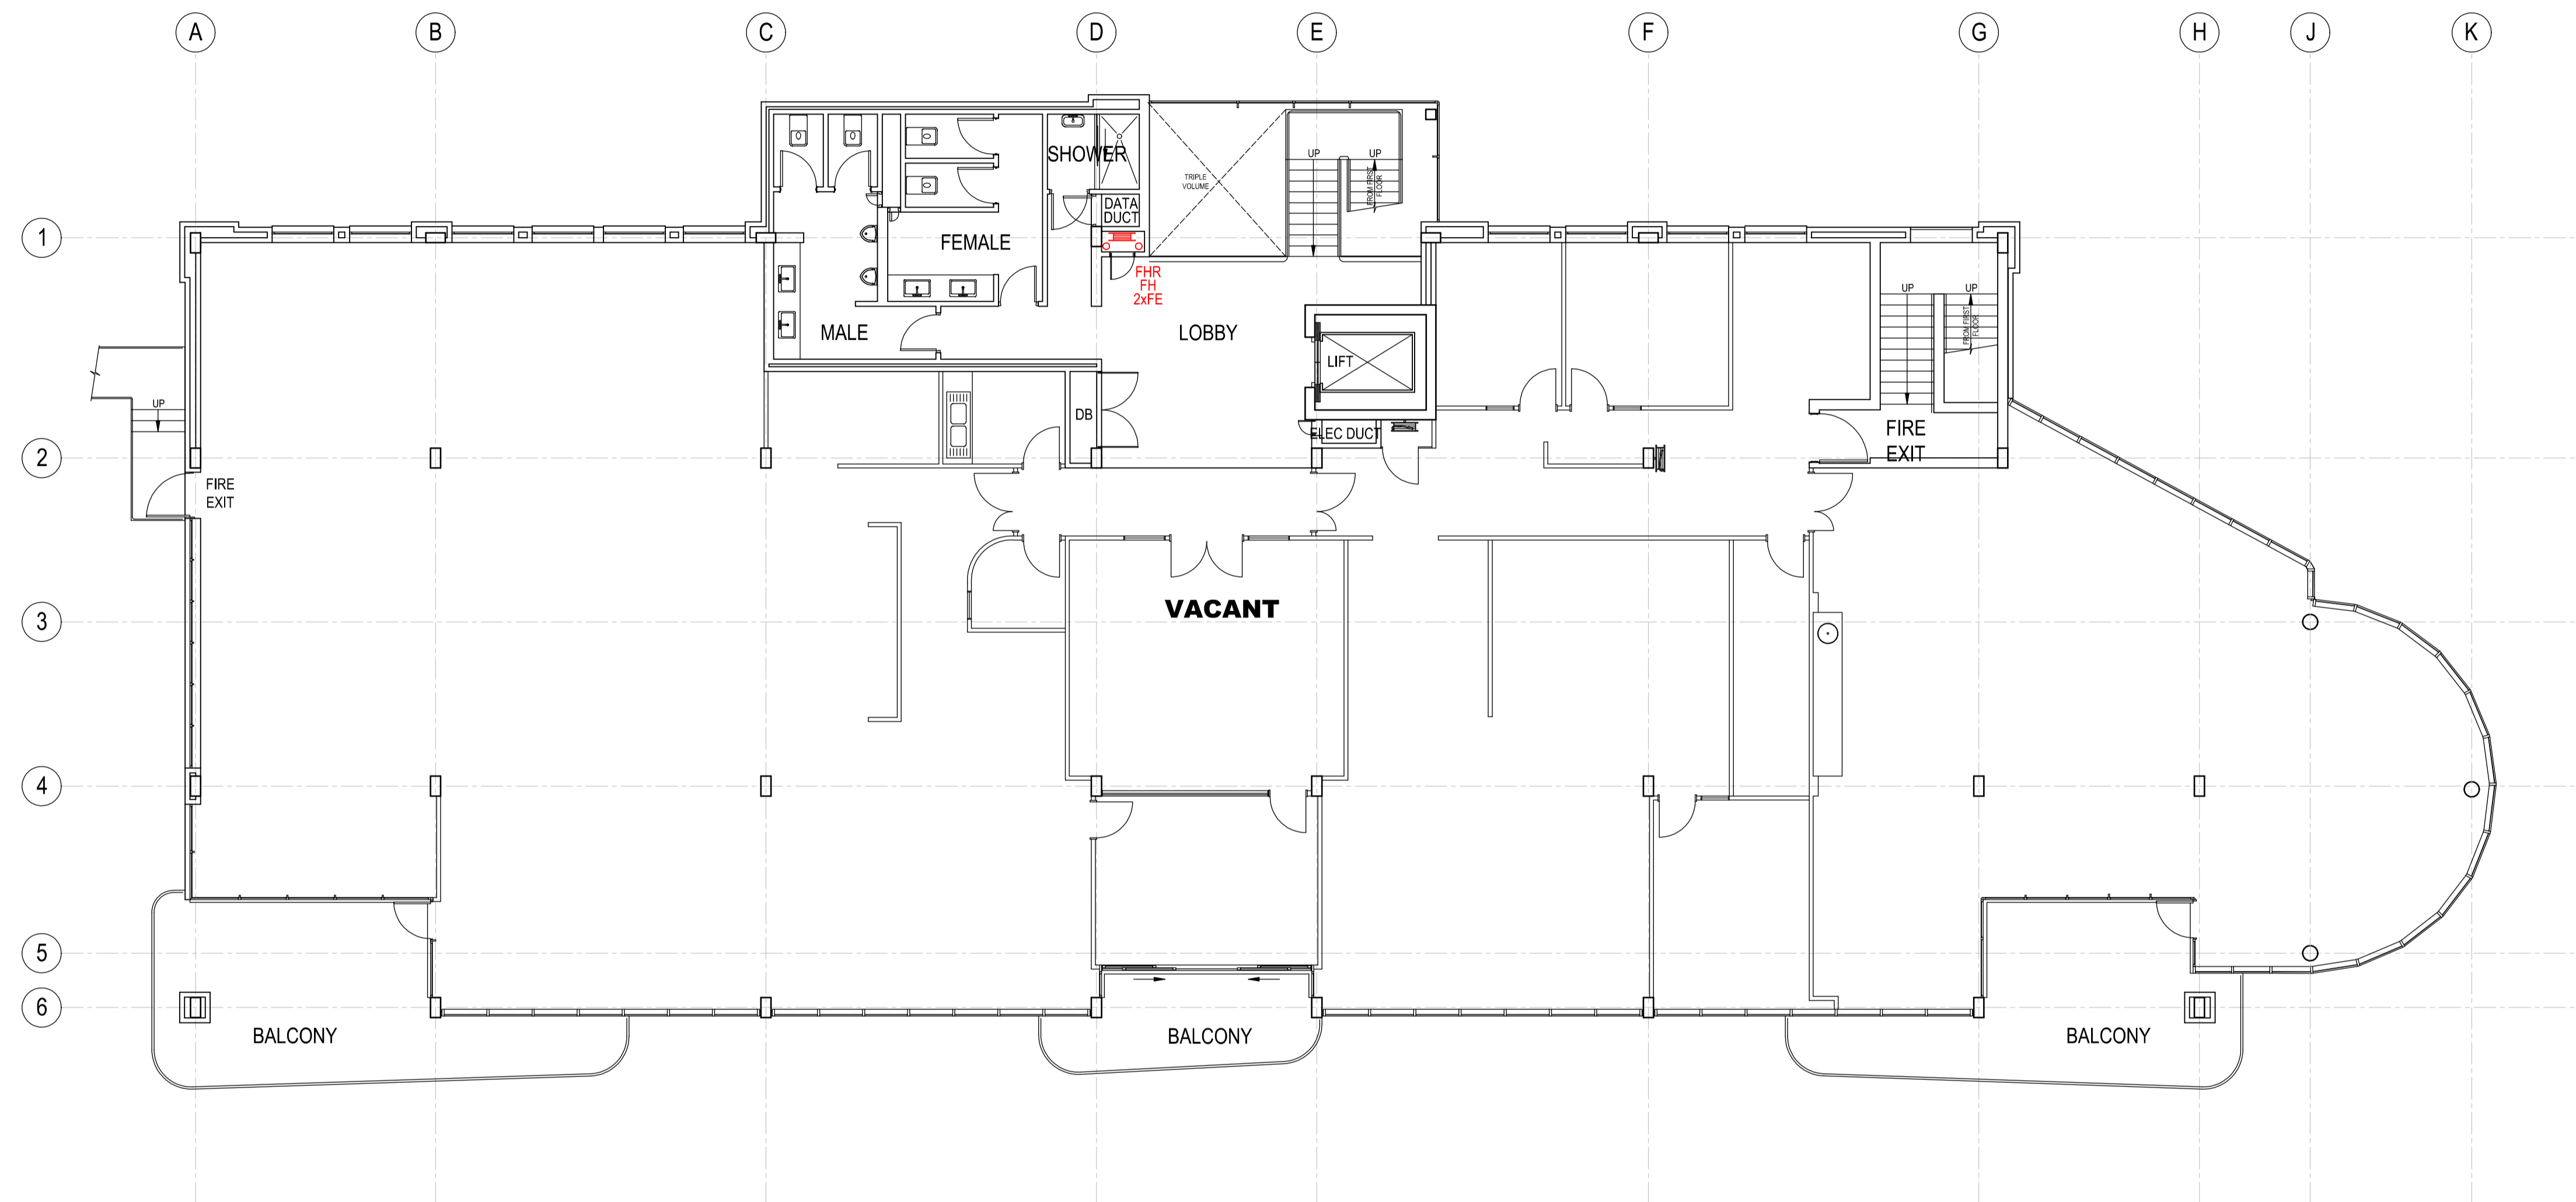 A
B
C
D
E
F
G
H
J
K
1
2
3
4
5
6
SHOWER
DATA
DUCT
FEMALE
MALE
FHR
FH
2xFE
TRIPLE
VOLUME
UP
UP
FROM FIRST
FLOOR
LOBBY
LIFT
DB
ELEC DUCT
UP
UP
FROM FIRST
FLOOR
FIRE
EXIT
UP
FIRE
EXIT
VACANT
BALCONY
BALCONY
BALCONY